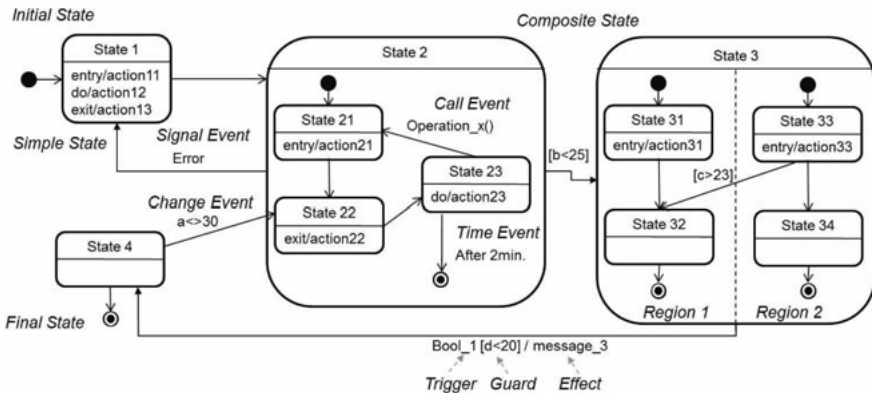 Initial State
Composite State
State 1
entry/action11
do/action12
exit/action13
Simple State
Signal Event
Error
State 2
State 21
entry/action21
Call Event
Operation_x()
State 23
do/action23
State 22
exit/action22
Time Event
After 2min.
[b<25]
State 3
State 31
entry/action31
State 33
entry/action33
[c>23]
State 32
State 34
Region 1
Region 2
Change Event
a<>30
State 4
Final State
Bool_1 [d<20] / message_3
Trigger Guard Effect